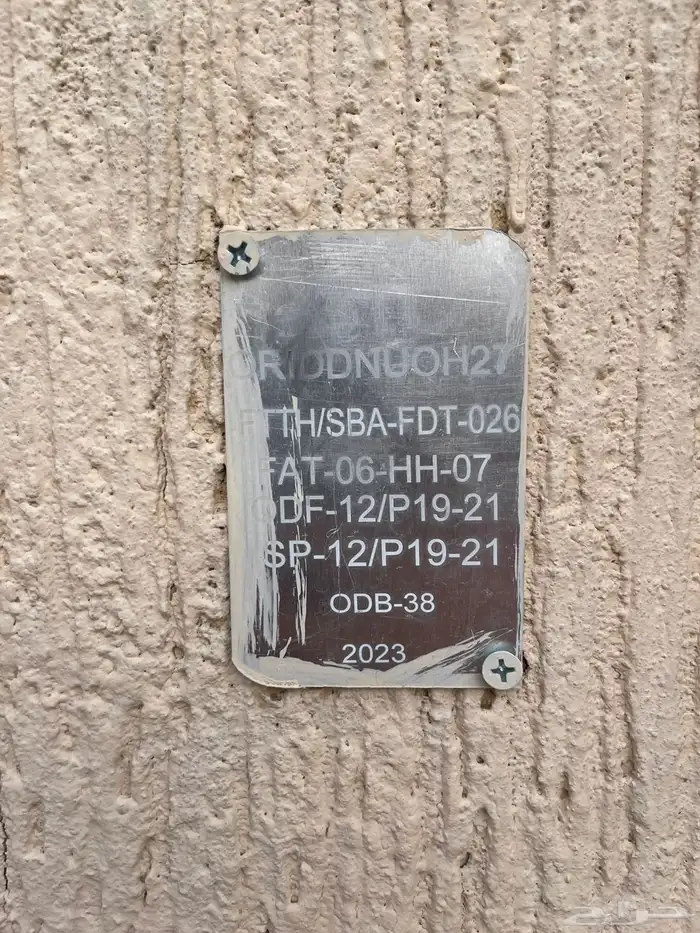 FTTH/SBA-FDT-026
FAT-06-HH-07
ODF-12/P19-21
SP-12/P19-21
ODB-38
2023
حراج